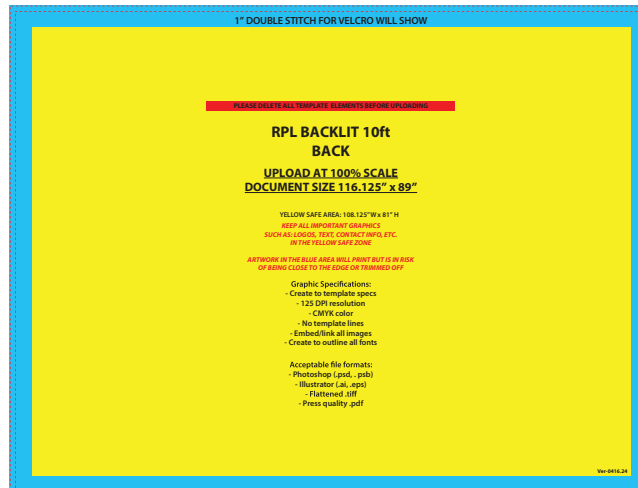 1" DOUBLE STITCH FOR VELCRO WILL SHOW
PLEASE DELETE ALL TEMPLATE ELEMENTS BEFORE UPLOADING
RPL BACKLIT 10ft
BACK
UPLOAD AT 100% SCALE
DOCUMENT SIZE 116.125" x 89"
YELLOW SAFE AREA: 108.125" W x 81" H
KEEP ALL IMPORTANT GRAPHICS
SUCH AS: LOGOS, TEXT, CONTACT INFO, ETC.
IN THE YELLOW SAFE ZONE
ARTWORK IN THE BLUE AREA WILL PRINT BUT IS IN RISK
OF BEING CLOSE TO THE EDGE OR TRIMMED OFF
Graphic Specifications:
- Create to template specs
- 125 DPI resolution
- CMYK color
- No template lines
- Embed/link all images
- Create to outline all fonts
Acceptable file formats:
- Photoshop (.psd, . psb)
- Illustrator (.ai, .eps)
- Flattened .tiff
- Press quality .pdf
Ver-0416.24